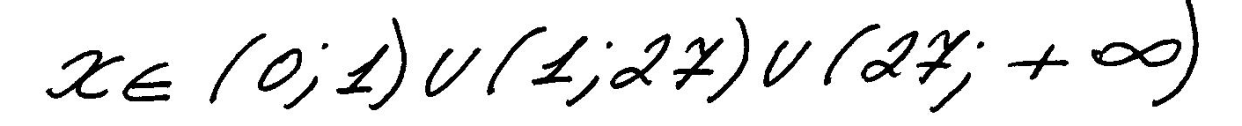 x ∈ (0; 1) ∪ (1; 27) ∪ (27; +∞)